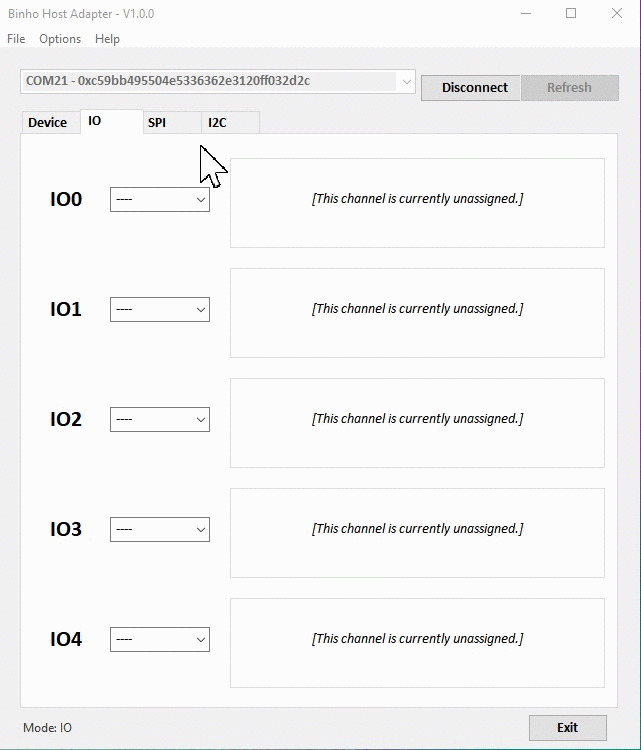 Binho Host Adapter - V1.0.0
File Options Help
COM21 - 0xc59bb495504e5336362e3120ff032d2c
Disconnect Refresh
Device IO SPI I2C
IO0 ---- [This channel is currently unassigned.]
IO1 ---- [This channel is currently unassigned.]
IO2 ---- [This channel is currently unassigned.]
IO3 ---- [This channel is currently unassigned.]
IO4 ---- [This channel is currently unassigned.]
Mode: IO Exit